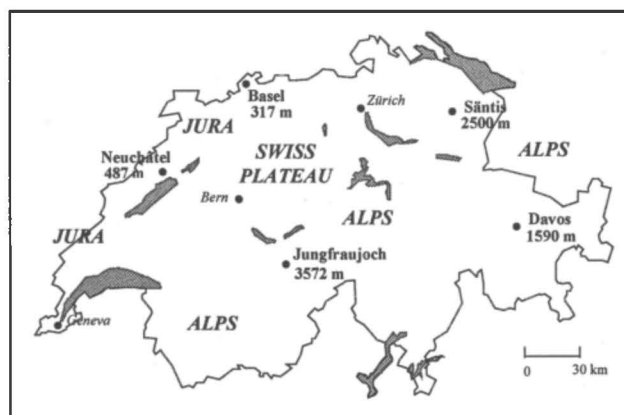 Basel
317 m
JURA
Zürich
Säntis
2500 m
Neuchâtel
487 m
SWISS
PLATEAU
ALPS
Bern
ALPS
Davos
1590 m
JURA
Jungfraujoch
3572 m
ALPS
Geneva
0 30 km